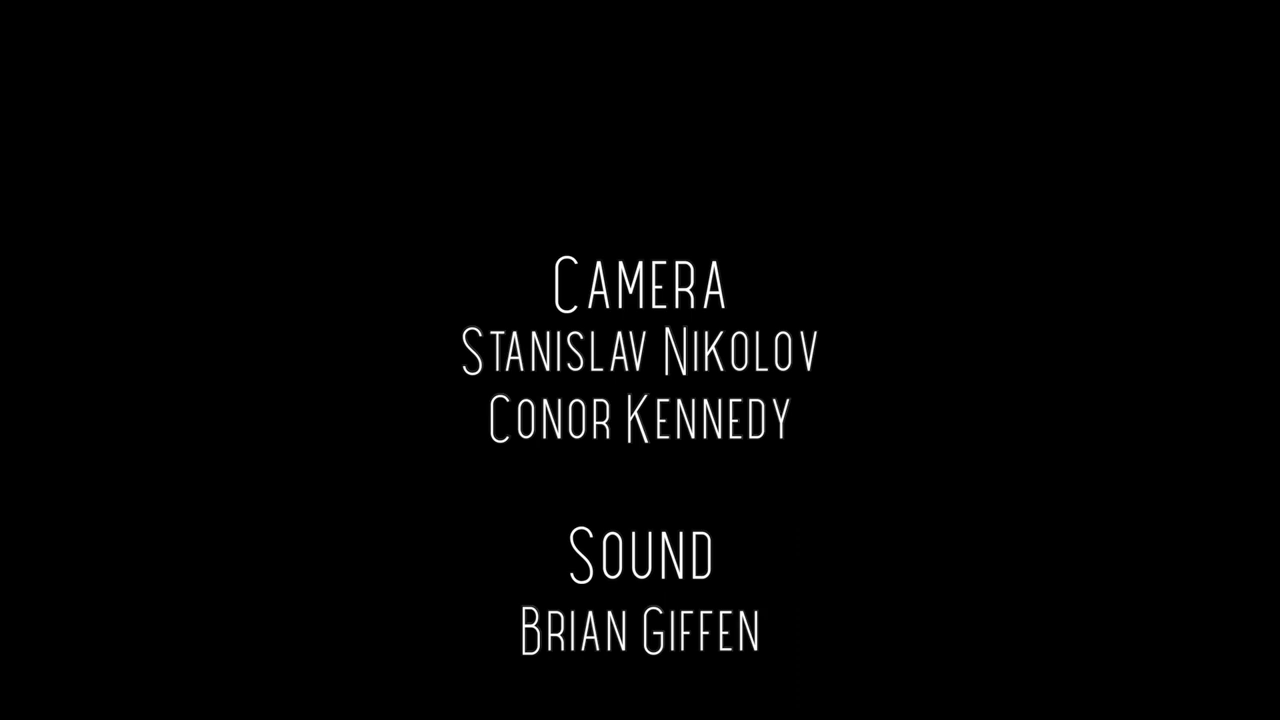 Camera
Stanislav Nikolov
Conor Kennedy
Sound
Brian Giffen